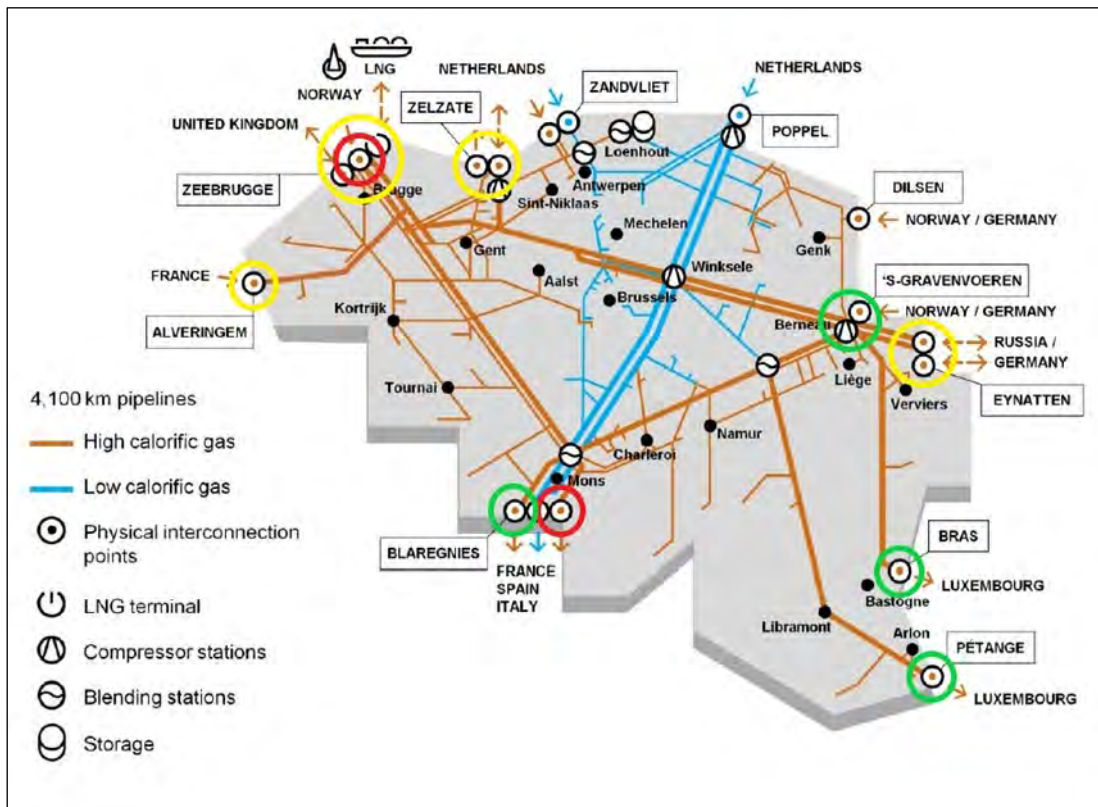 LNG
NORWAY
NETHERLANDS
NETHERLANDS
ZANDVLIET
ZELZATE
POPPEL
UNITED KINGDOM
Loenhout
ZEEBRUGGE
Brugge
Antwerpen
Sint-Niklaas
DILSEN
Mechelen
NORWAY / GERMANY
Gent
Genk
Winksele
FRANCE
Aalst
'S-GRAVENVOEREN
Brussels
ALVERINGEM
Kortrijk
Berneau
NORWAY / GERMANY
RUSSIA /
GERMANY
Liège
Tournai
Verviers
EYNATTEN
4,100 km pipelines
Namur
High calorific gas
Charleroi
Low calorific gas
Mons
Physical interconnection
points
BLAREGNIES
BRAS
FRANCE
SPAIN
ITALY
LUXEMBOURG
Bastogne
LNG terminal
Libramont
Arlon
PÉTANGE
Compressor stations
Blending stations
LUXEMBOURG
Storage